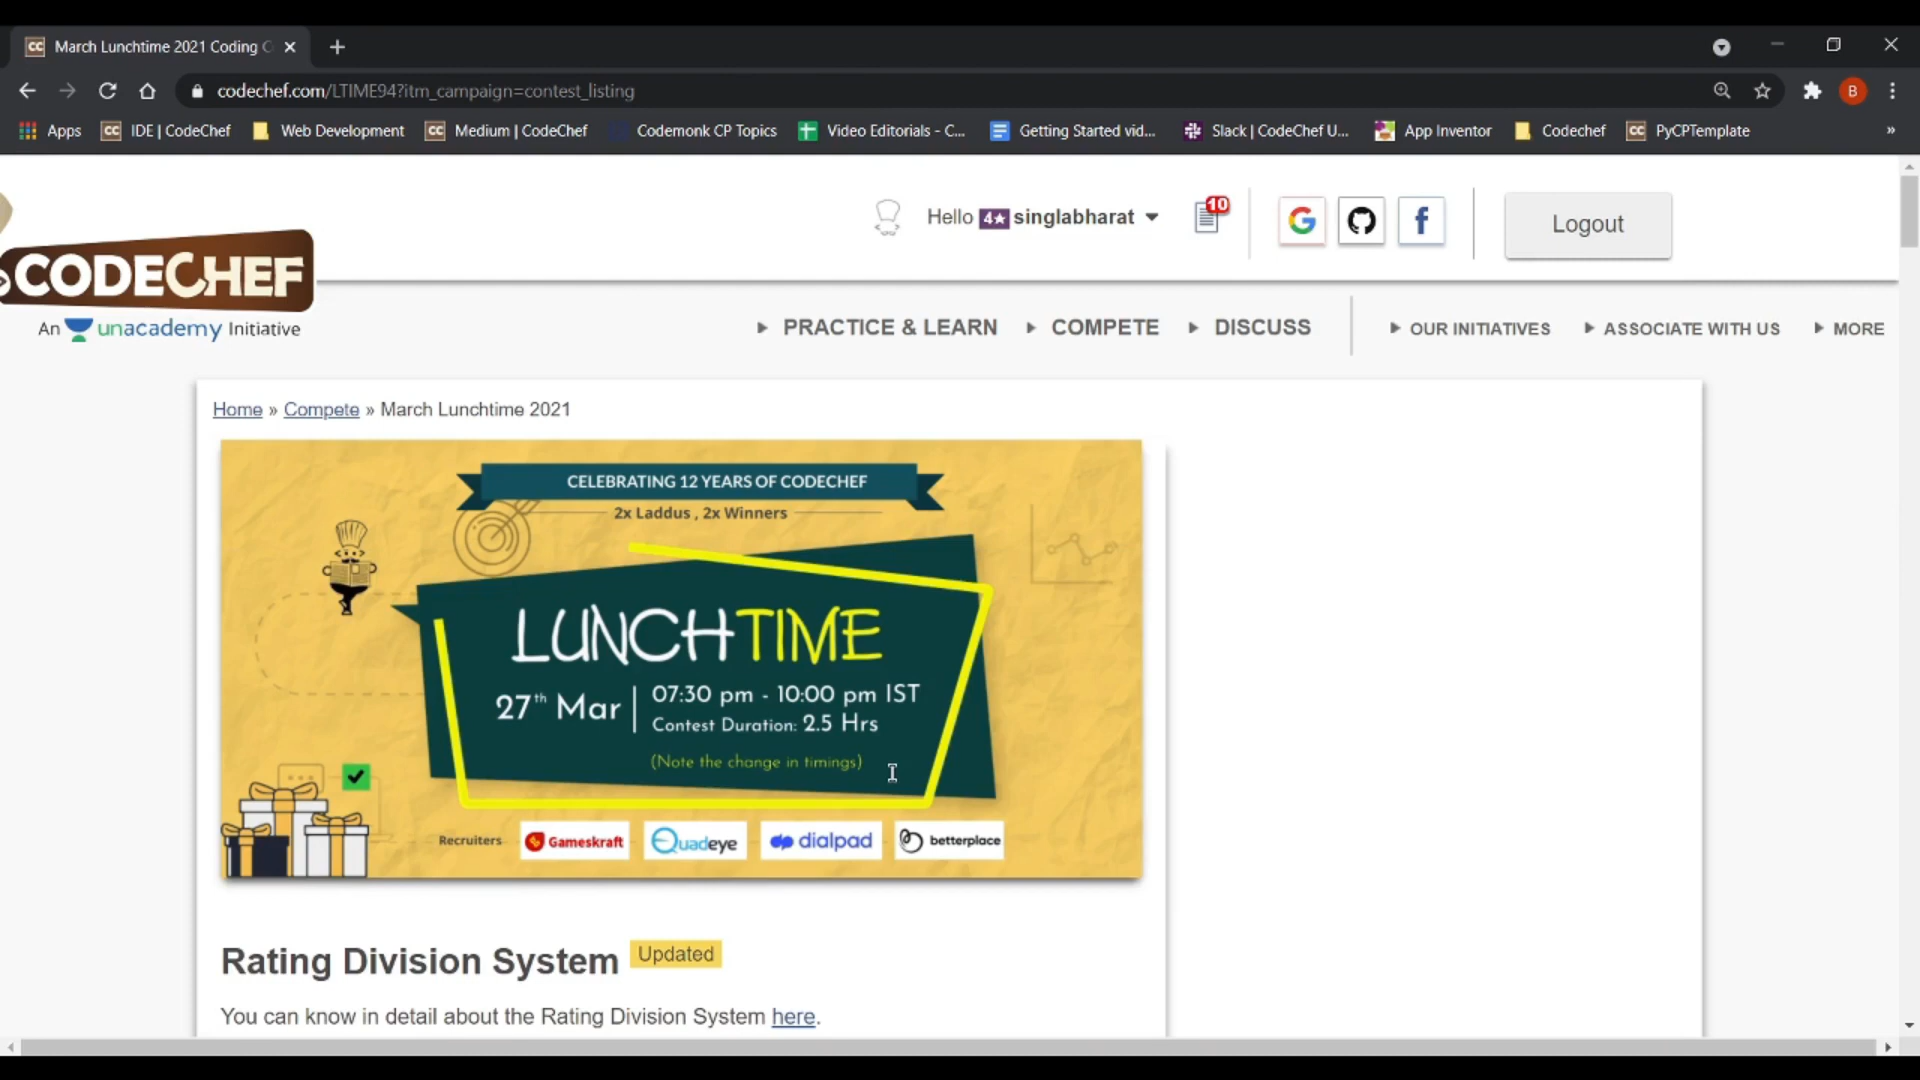 March Lunchtime 2021 Coding C
codechef.com/LTIME94?itm_campaign=contest_listing
B
Apps
IDE | CodeChef
Web Development
Medium | CodeChef
Codemonk CP Topics
Video Editorials - C...
Getting Started vid...
Slack | CodeChef U...
App Inventor
Codechef
PyCPTemplate
»
Hello 4★ singlabharat
10
Logout
CODECHEF
An unacademy Initiative
PRACTICE & LEARN
COMPETE
DISCUSS
OUR INITIATIVES
ASSOCIATE WITH US
MORE
Home » Compete » March Lunchtime 2021
CELEBRATING 12 YEARS OF CODECHEF
2x Laddus , 2x Winners
LUNCHTIME
27th Mar
07:30 pm - 10:00 pm IST
Contest Duration: 2.5 Hrs
(Note the change in timings)
Recruiters
Gameskraft
Quadeye
dialpad
betterplace
Rating Division System Updated
You can know in detail about the Rating Division System here.